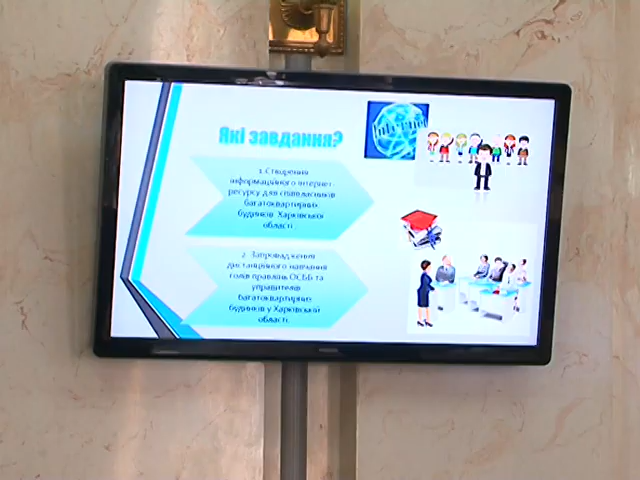 Які завдання?
Internet
1. Створення
інформаційного інтернет-
ресурсу для співвласників
багатоквартирних
будинків Харківської
області.
2. Запровадження
дистанційного навчання
голів правлінь ОСББ та
управителів
багатоквартирних
будинків у Харківській
області.